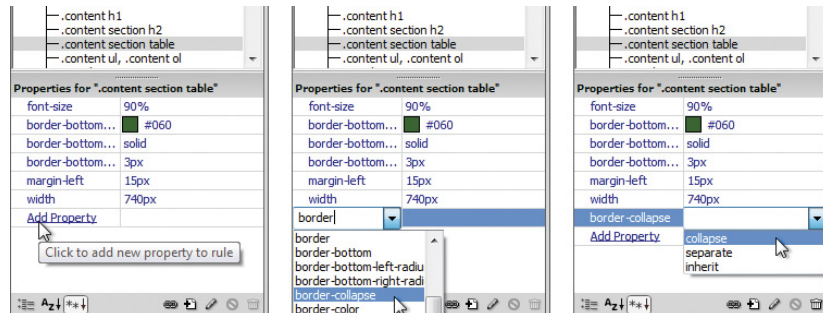 .content h1
.content section h2
.content section table
.content ul, .content ol
Properties for ".content section table"
font-size 90%
border-bottom... #060
border-bottom... solid
border-bottom... 3px
margin-left 15px
width 740px
Add Property
Click to add new property to rule
.content h1
.content section h2
.content section table
.content ul, .content ol
Properties for ".content section table"
font-size 90%
border-bottom... #060
border-bottom... solid
border-bottom... 3px
margin-left 15px
width 740px
border
border
border-bottom
border-bottom-left-radiu
border-bottom-right-radi
border-collapse
border-color
.content h1
.content section h2
.content section table
.content ul, .content ol
Properties for ".content section table"
font-size 90%
border-bottom... #060
border-bottom... solid
border-bottom... 3px
margin-left 15px
width 740px
border-collapse
Add Property collapse
separate
inherit